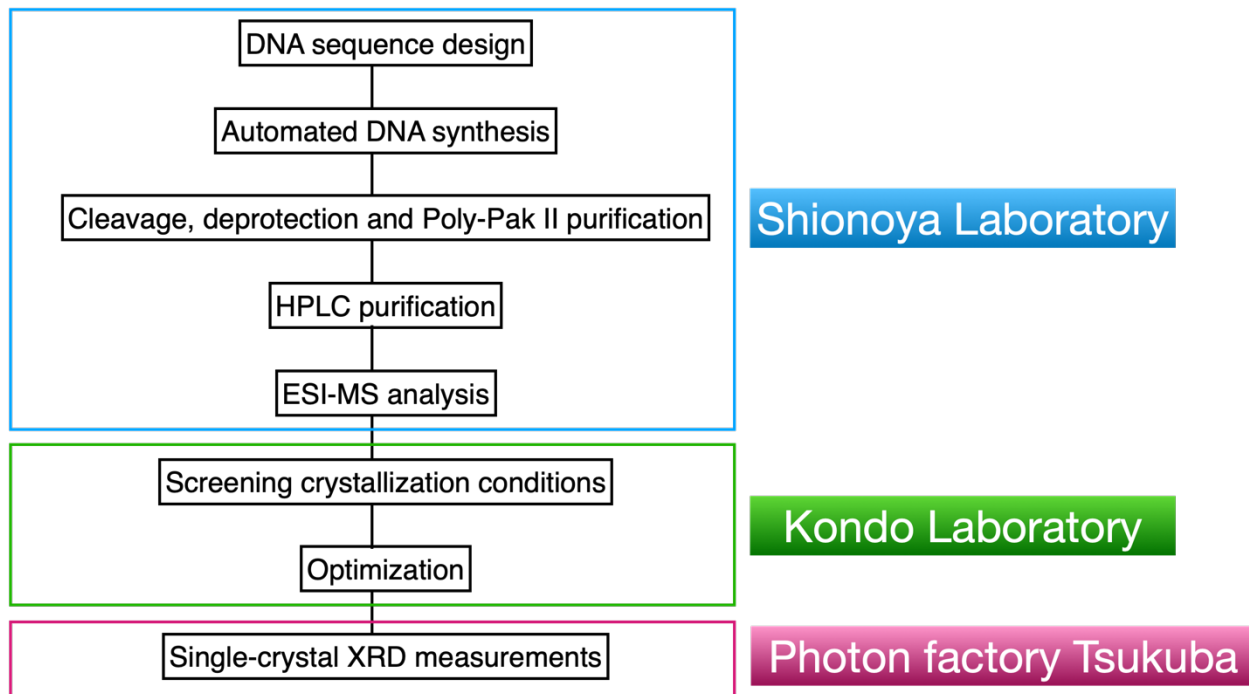 DNA sequence design
Automated DNA synthesis
Cleavage, deprotection and Poly-Pak II purification
HPLC purification
ESI-MS analysis
Shionoya Laboratory
Screening crystallization conditions
Optimization
Kondo Laboratory
Single-crystal XRD measurements
Photon factory Tsukuba